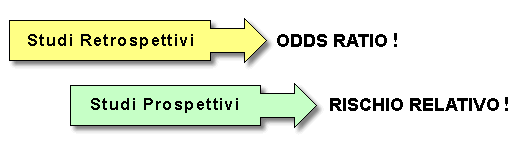 Studi Retrospettivi ODDS RATIO !
Studi Prospettivi RISCHIO RELATIVO !